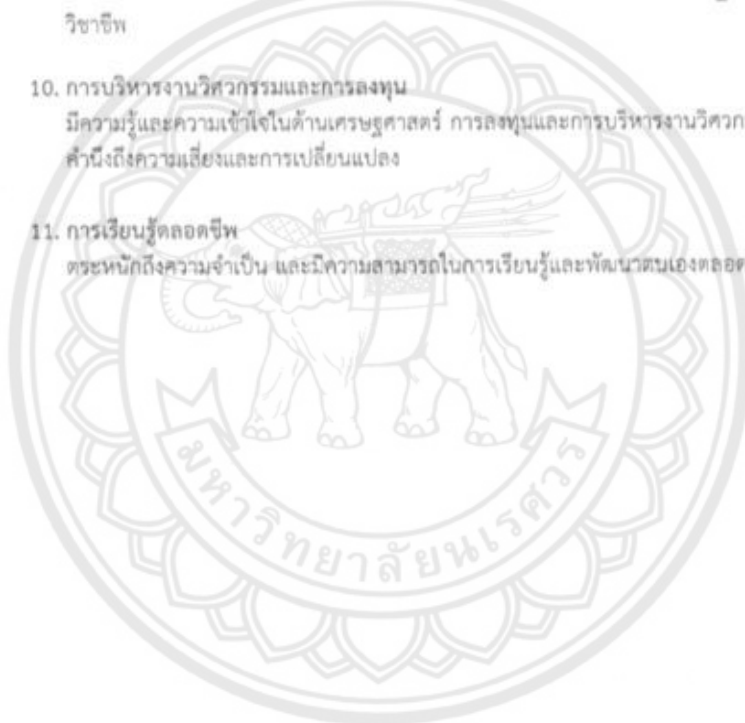 วิชาชีพ
10. การบริหารงานวิศวกรรมและการลงทุน
มีความรู้และความเข้าใจในด้านเศรษฐศาสตร์ การลงทุนและการบริหารงานวิศวก
คำนึงถึงความเสี่ยงและการเปลี่ยนแปลง
11. การเรียนรู้ตลอดชีพ
ตระหนักถึงความจำเป็น และมีความสามารถในการเรียนรู้และพัฒนาตนเองตลอด
มหาวิทยาลัยนเรศวร